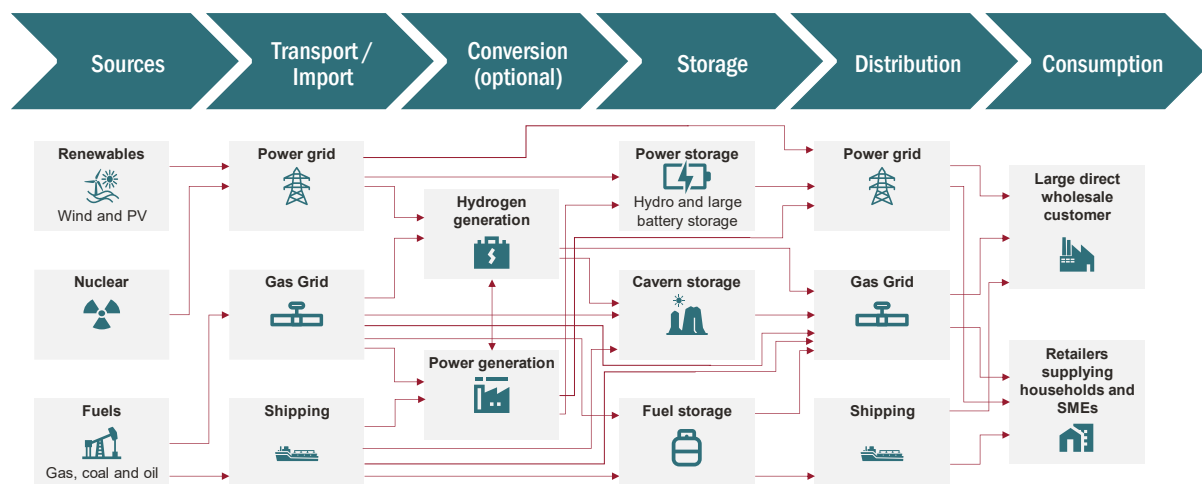 Sources
Transport /
Import
Conversion
(optional)
Storage
Distribution
Consumption
Renewables
Wind and PV
Nuclear
Fuels
Gas, coal and oil
Power grid
Gas Grid
Shipping
Hydrogen
generation
Power generation
Power storage
Hydro and large
battery storage
Cavern storage
Fuel storage
Power grid
Gas Grid
Shipping
Large direct
wholesale
customer
Retailers
supplying
households and
SMEs